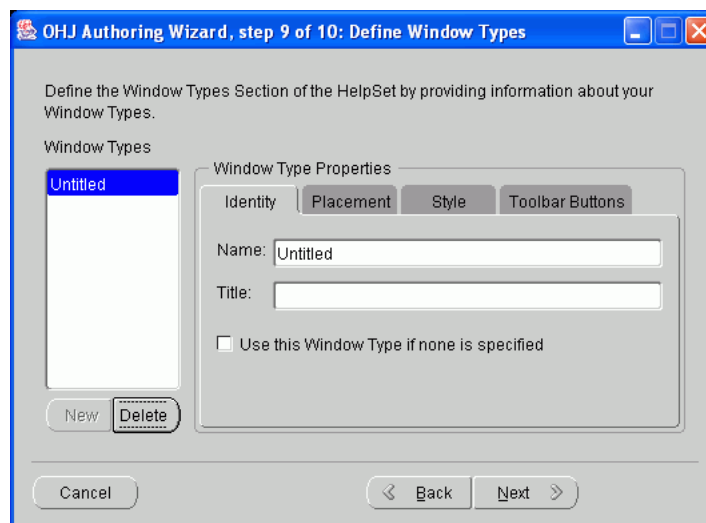 OHJ Authoring Wizard, step 9 of 10: Define Window Types
Define the Window Types Section of the HelpSet by providing information about your
Window Types.
Window Types
Untitled
Window Type Properties
Identity Placement Style Toolbar Buttons
Name: Untitled
Title:
Use this Window Type if none is specified
New Delete
Cancel Back Next